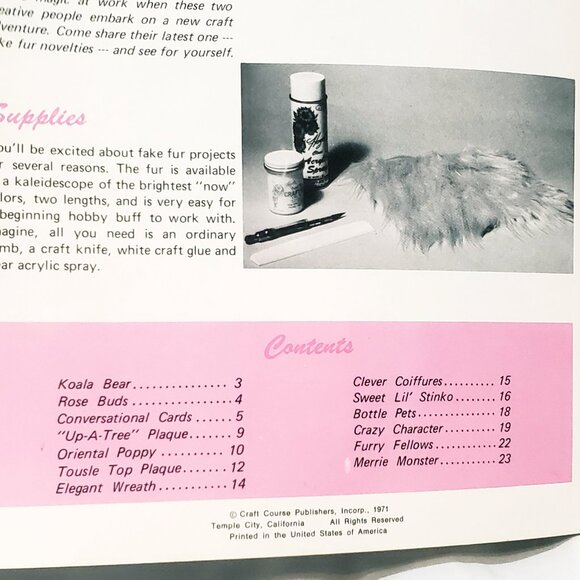 magic at work when these two
creative people embark on a new craft
adventure. Come share their latest one ---
fake fur novelties --- and see for yourself.
Supplies
You'll be excited about fake fur projects
for several reasons. The fur is available
a kaleidescope of the brightest "now"
colors, two lengths, and is very easy for
beginning hobby buff to work with.
Imagine, all you need is an ordinary
comb, a craft knife, white craft glue and
clear acrylic spray.
Contents
Koala Bear............... 3
Rose Buds................4
Conversational Cards..... 5
"Up-A-Tree" Plaque....... 9
Oriental Poppy.......... 10
Tousle Top Plaque........ 12
Elegant Wreath.......... 14
Clever Coiffures.......... 15
Sweet Lil' Stinko......... 16
Bottle Pets............... 18
Crazy Character.......... 19
Furry Fellows............ 22
Merrie Monster........... 23
© Craft Course Publishers, Incorp., 1971
Temple City, California All Rights Reserved
Printed in the United States of America